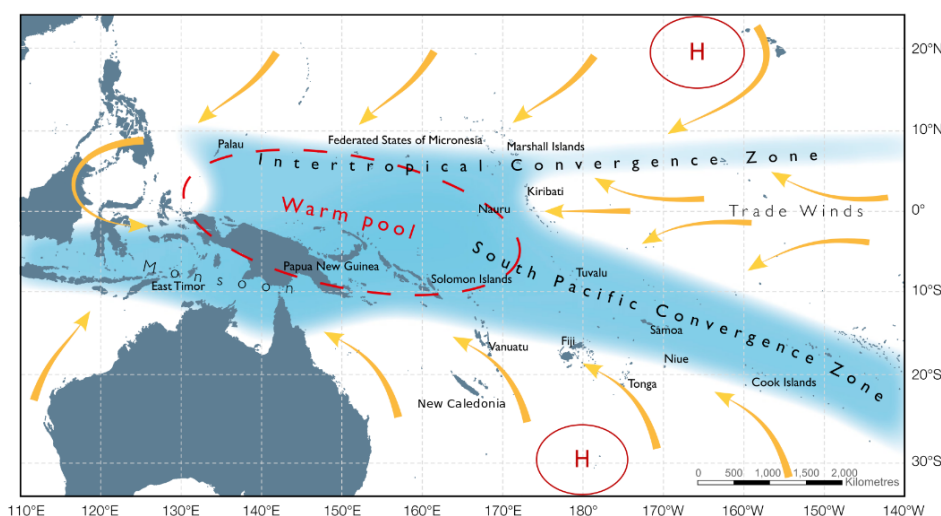 H
20°N
10°N
0°
10°S
20°S
30°S
Palau
Federated States of Micronesia
Marshall Islands
Intertropical Convergence Zone
Kiribati
Warm pool
Nauru
Trade Winds
Monsoon
Papua New Guinea
East Timor
Solomon Islands
South Pacific Convergence Zone
Tuvalu
Samoa
Vanuatu
Fiji
Niue
Tonga
Cook Islands
New Caledonia
H
0 500 1,000 1,500 2,000
Kilometres
110°E 120°E 130°E 140°E 150°E 160°E 170°E 180° 170°W 160°W 150°W 140°W